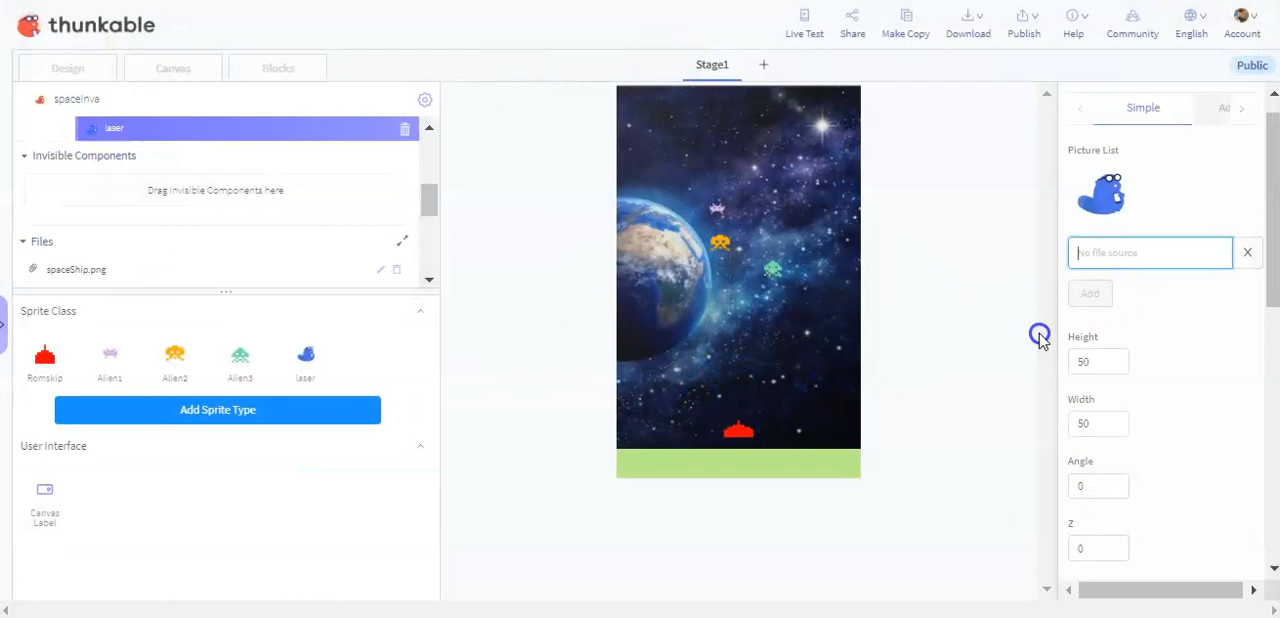 thunkable
Live Test
Share
Make Copy
Download
Publish
Help
Community
English
Account
Design
Canvas
Blocks
Stage1
+
Public
spaceInva
laser
Invisible Components
Drag Invisible Components here
Files
spaceShip.png
Sprite Class
Romskip
Alien1
Alien2
Alien3
laser
Add Sprite Type
User Interface
Canvas
Label
Simple
Ad
Picture List
No file source
X
Add
Height
50
Width
50
Angle
0
Z
0